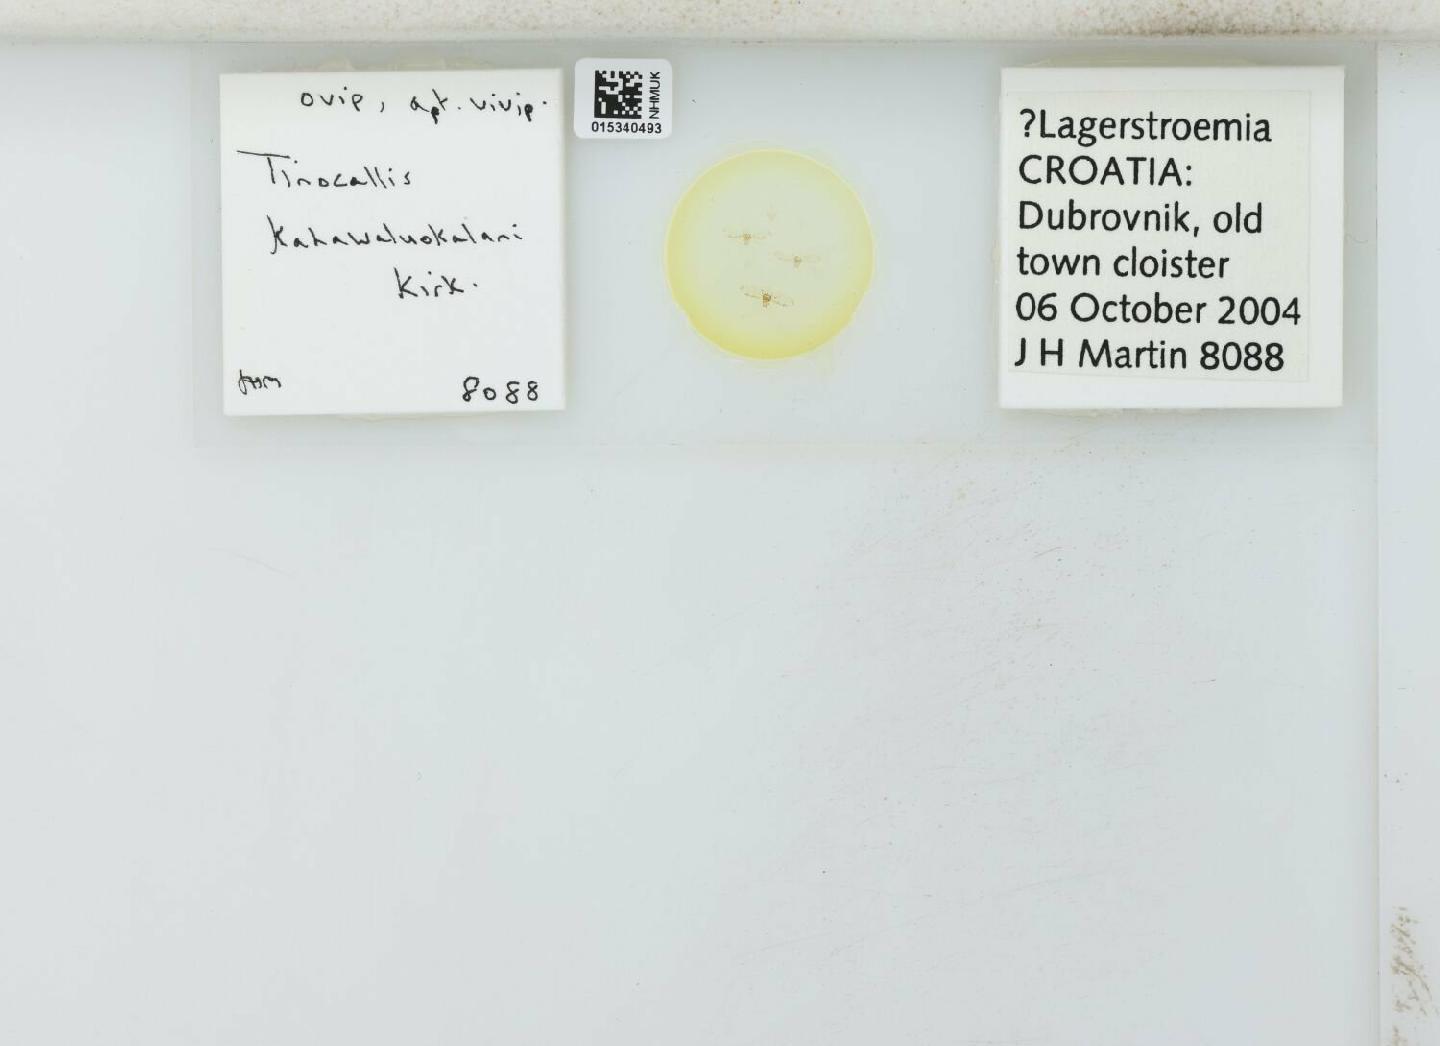 ovip, apt. vivip.
Tinocallis
Kahawaluokalani
Kirk.
8088
NHMUK
015340493
?Lagerstroemia
CROATIA:
Dubrovnik, old
town cloister
06 October 2004
J H Martin 8088